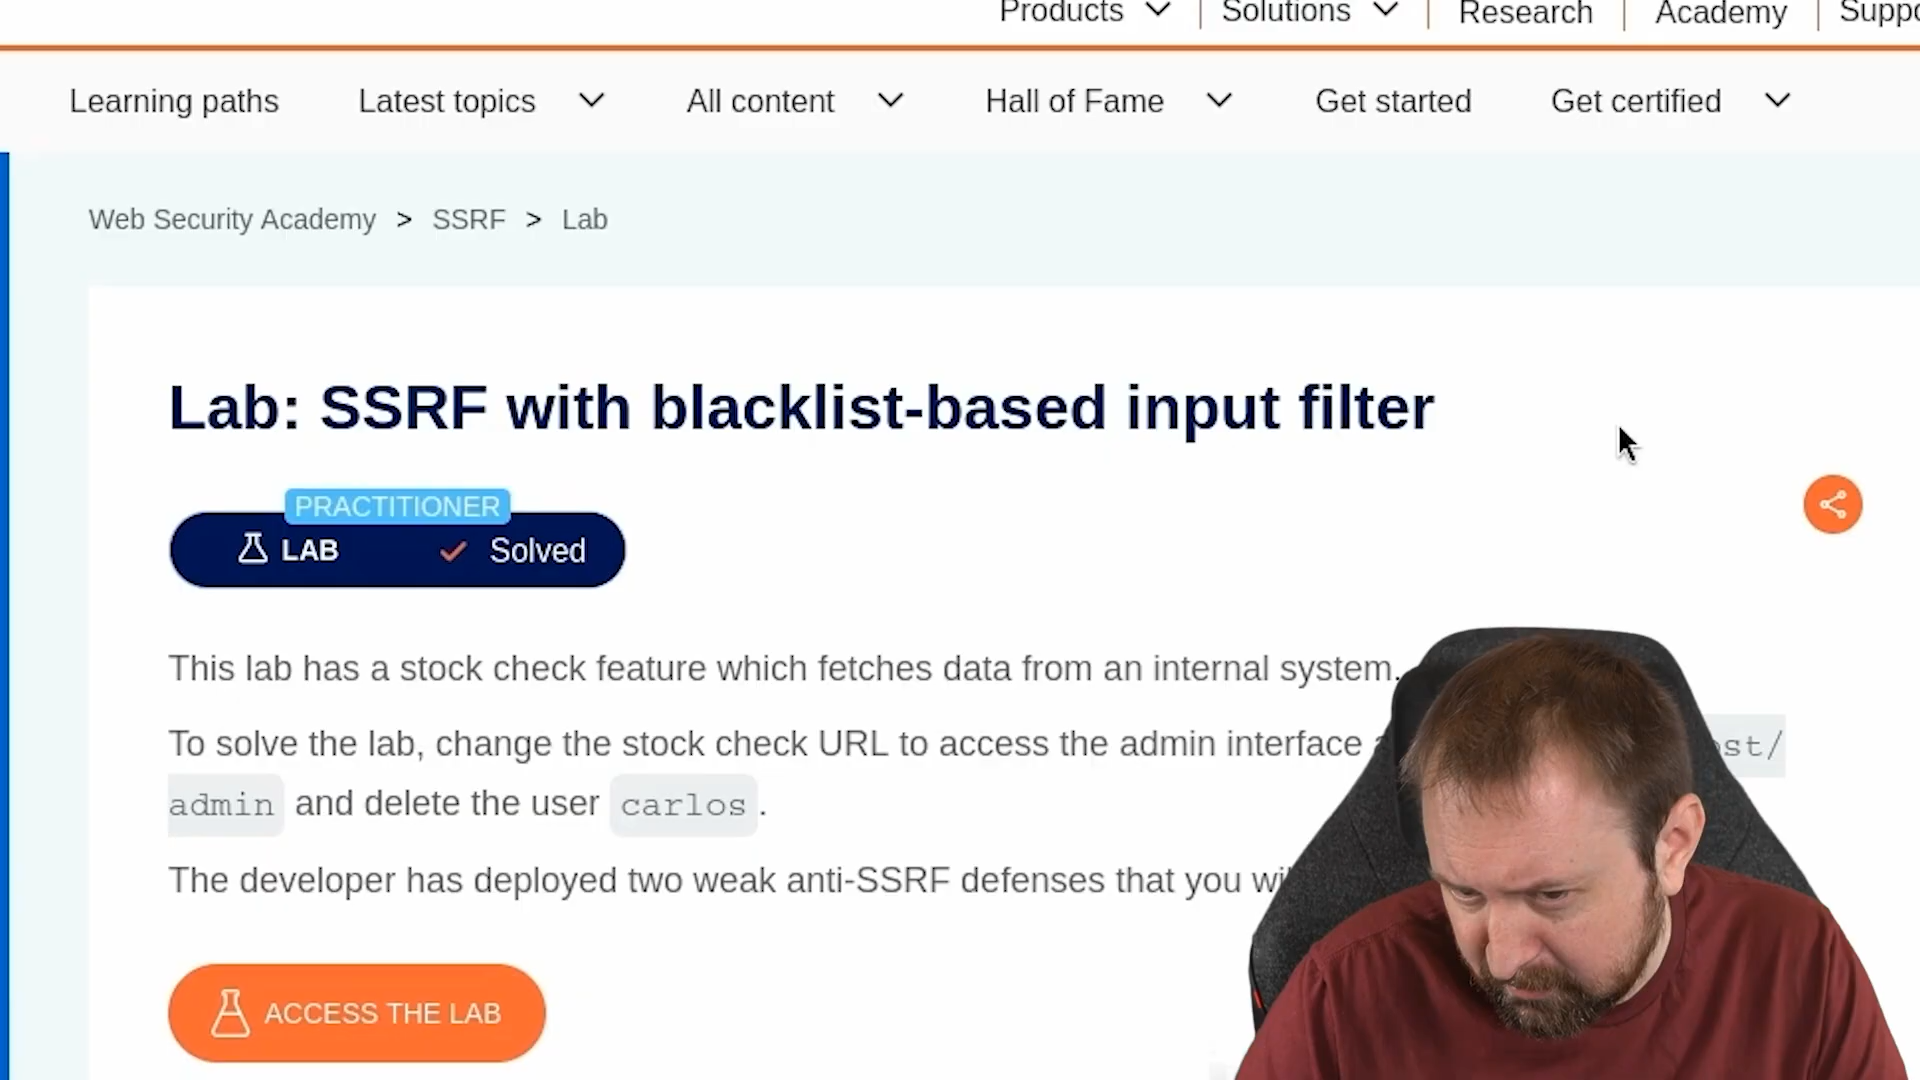 Products
Solutions
Research
Academy
Learning paths
Latest topics
All content
Hall of Fame
Get started
Get certified
Web Security Academy > SSRF > Lab
Lab: SSRF with blacklist-based input filter
PRACTITIONER
LAB
Solved
This lab has a stock check feature which fetches data from an internal system.
To solve the lab, change the stock check URL to access the admin interface ost/
admin and delete the user carlos.
The developer has deployed two weak anti-SSRF defenses that you
ACCESS THE LAB